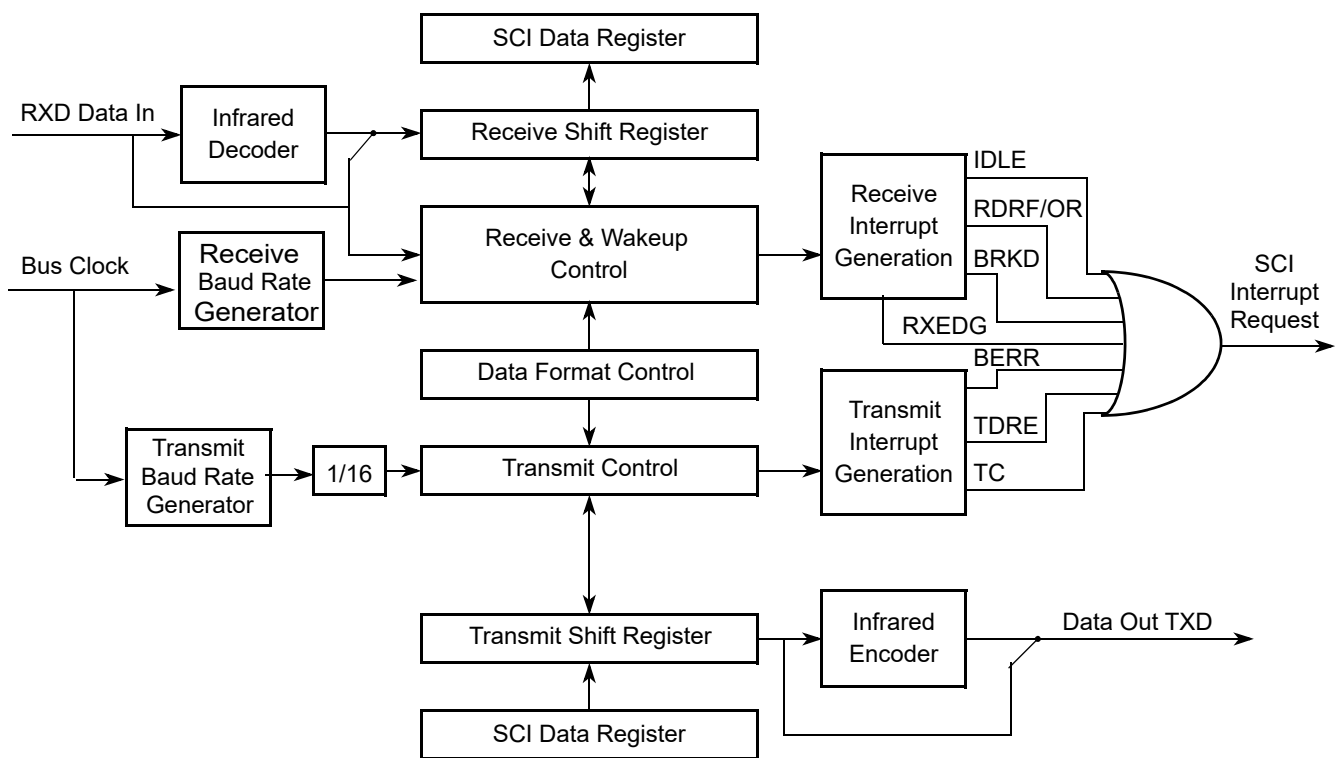 SCI Data Register
RXD Data In
Infrared
Decoder
Receive Shift Register
Receive & Wakeup
Control
Bus Clock
Receive
Baud Rate
Generator
Data Format Control
Transmit
Baud Rate
Generator
1/16
Transmit Control
Receive
Interrupt
Generation
IDLE
RDRF/OR
BRKD
RXEDG
BERR
Transmit
Interrupt
Generation
TDRE
TC
SCI
Interrupt
Request
Transmit Shift Register
Infrared
Encoder
Data Out TXD
SCI Data Register